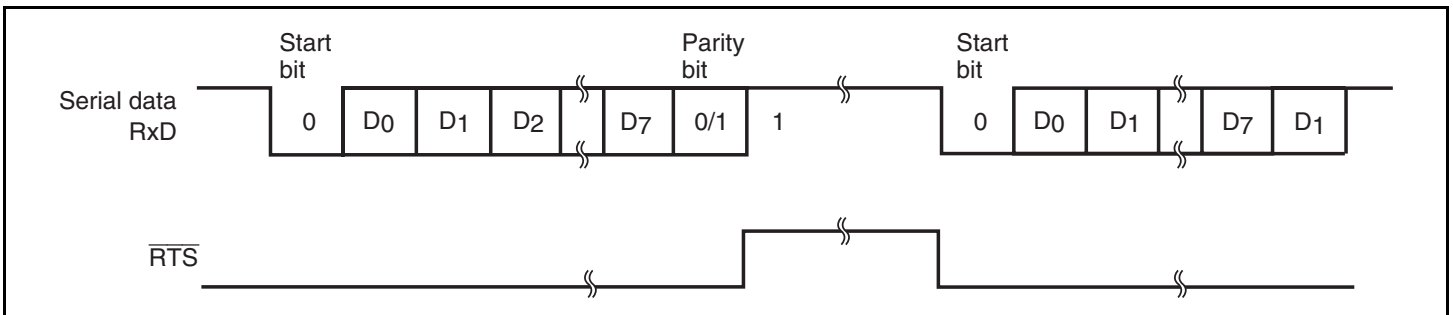 Start bit
Parity bit
Start bit
Serial data RxD
0 D0 D1 D2 D7 0/1 1 0 D0 D1 D7 D1
RTS